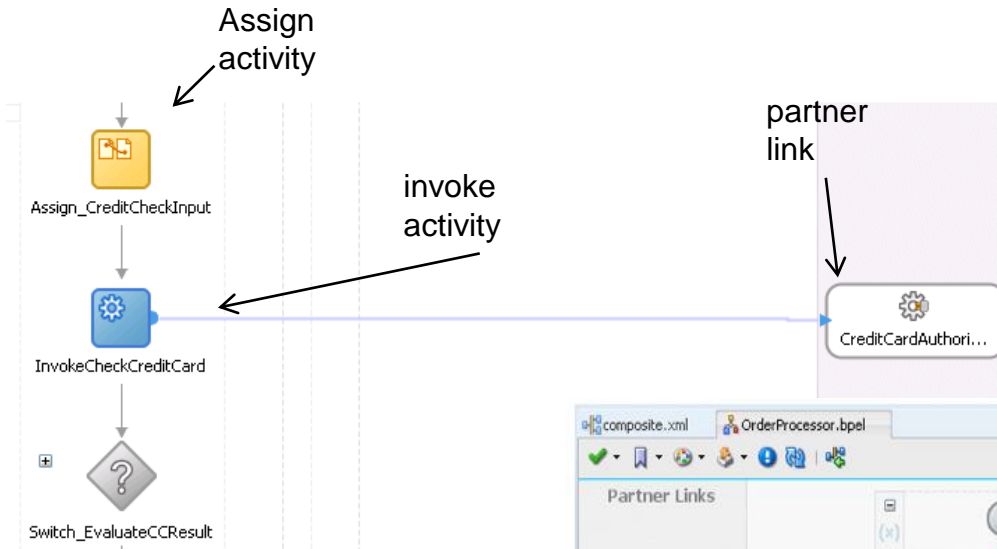 Assign
activity
partner
link
Assign_CreditCheckInput
invoke
activity
CreditCardAuthori...
InvokeCheckCreditCard
composite.xml OrderProcessor.bpel
Partner Links
(x)
Switch_EvaluateCCResult